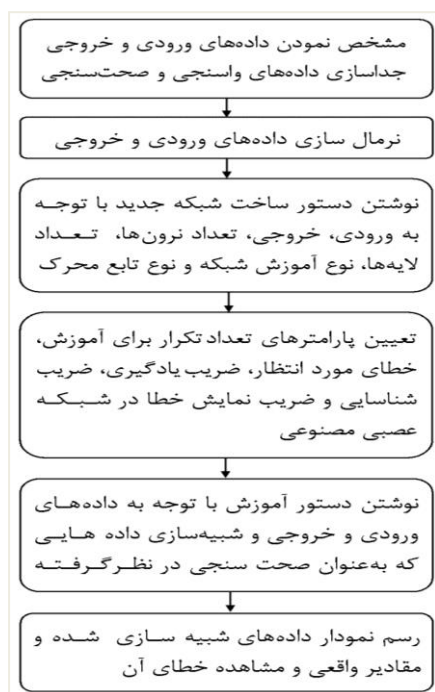 مشخص نمودن داده‌های ورودی و خروجی
جداسازی داده‌های واسنجی و صحت‌سنجی
نرمال سازی داده‌های ورودی و خروجی
نوشتن دستور ساخت شبکه جدید با توجه
به ورودی، خروجی، تعداد نرون‌ها، تعداد
لایه‌ها، نوع آموزش شبکه و نوع تابع محرک
تعیین پارامترهای تعداد تکرار برای آموزش،
خطای مورد انتظار، ضریب یادگیری، ضریب
شناسایی و ضریب نمایش خطا در شبکه
عصبی مصنوعی
نوشتن دستور آموزش با توجه به داده‌های
ورودی و خروجی و شبیه‌سازی داده هایی
که به‌عنوان صحت سنجی در نظرگرفته
رسم نمودار داده‌های شبیه سازی شده و
مقادیر واقعی و مشاهده خطای آن